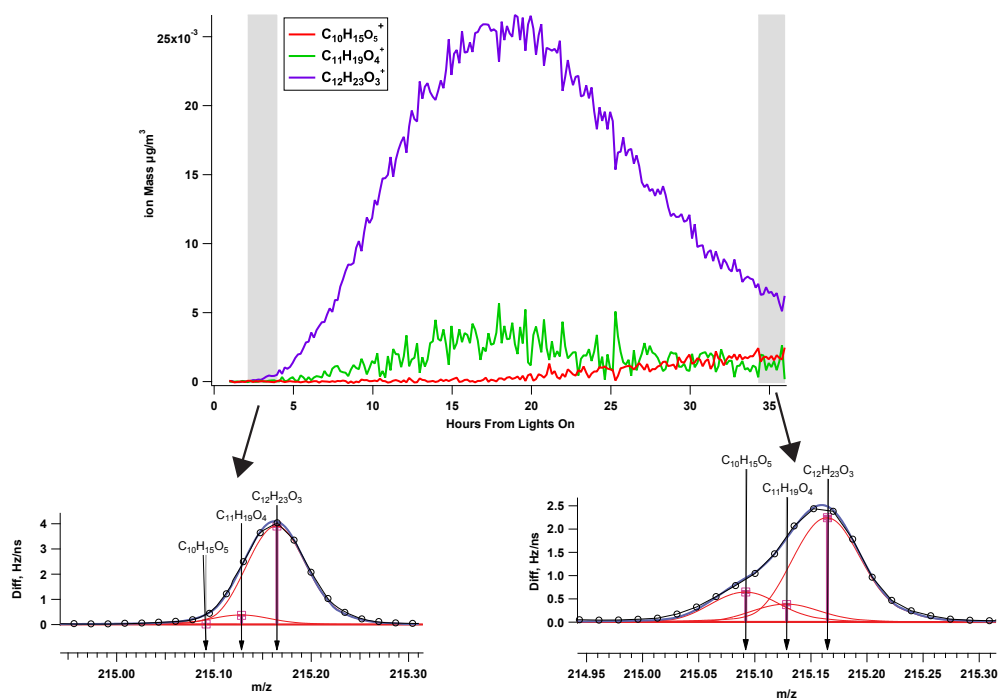 C₁₀H₁₅O₅⁺
C₁₁H₁₉O₄⁺
C₁₂H₂₃O₃⁺
25x10⁻³
20
15
10
5
0
ion Mass µg/m³
0 5 10 15 20 25 30 35
Hours From Lights On
C₁₂H₂₃O₃
C₁₁H₁₉O₄
C₁₀H₁₅O₅
4
3
2
1
0
Diff, Hz/ns
215.00 215.10 215.20 215.30
m/z
C₁₀H₁₅O₅
C₁₂H₂₃O₃
C₁₁H₁₉O₄
2.5
2.0
1.5
1.0
0.5
0.0
Diff, Hz/ns
214.95 215.00 215.05 215.10 215.15 215.20 215.25 215.30
m/z